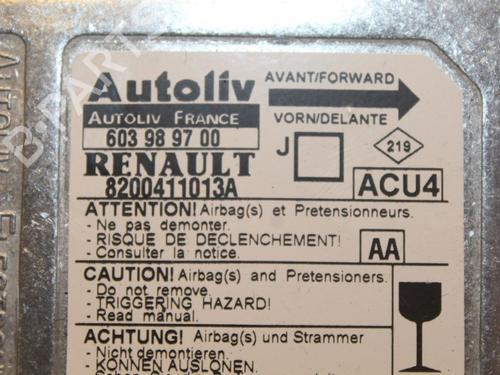 Autoliv
AUTOLIV FRANCE
603 98 97 00
RENAULT
8200411013A
AVANT/FORWARD
VORN/DELANTE
J
219
ACU4
ATTENTION! Airbag(s) et Pretensionneurs.
- Ne pas demonter.
- RISQUE DE DECLENCHEMENT!
- Consulter la notice.
AA
CAUTION! Airbag(s) and Pretensioners.
- Do not remove.
- TRIGGERING HAZARD!
- Read manual.
ACHTUNG! Airbag(s) und Strammer
- Nicht demontieren.
- KONNEN AUSLONEN.
B-PARTS